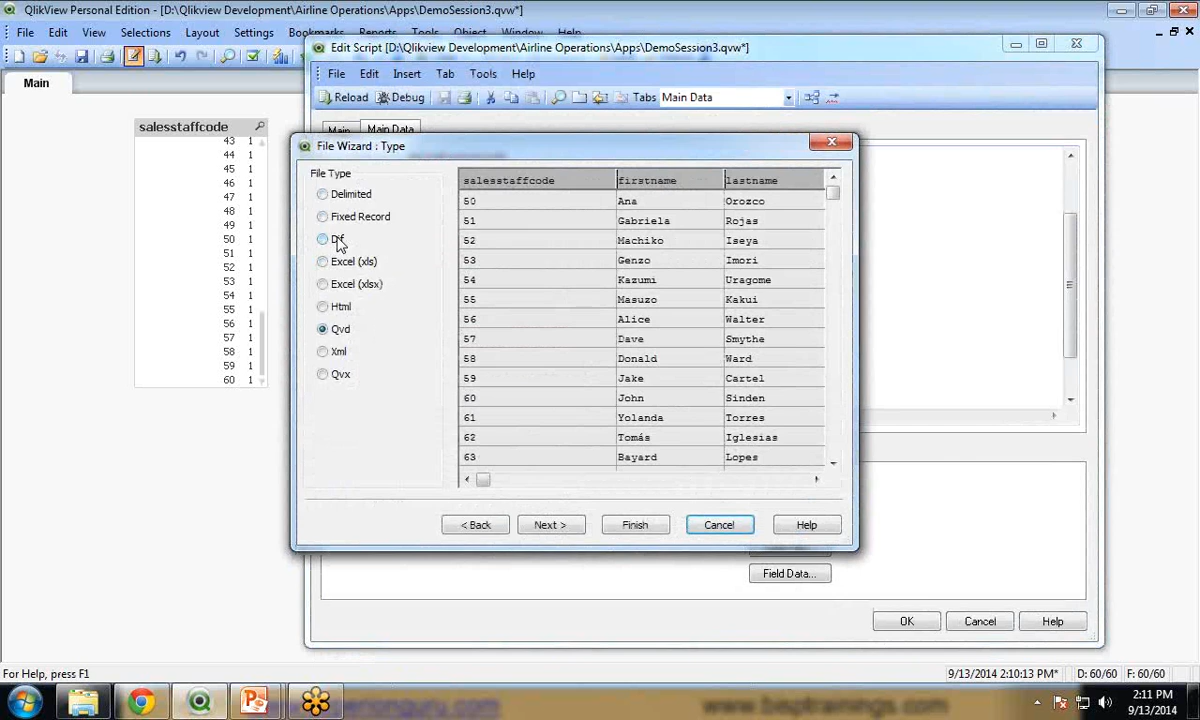 QlikView Personal Edition - [D:\Qlikview Development\Airline Operations\Apps\DemoSession3.qvw*]
File Edit View Selections Layout Settings Bookmarks Reports Tools Object Window Help
Main
Edit Script [D:\Qlikview Development\Airline Operations\Apps\DemoSession3.qvw*]
File Edit Insert Tab Tools Help
Reload Debug Tabs Main Data
Main Main Data
salesstaffcode
43 1
44 1
45 1
46 1
47 1
48 1
49 1
50 1
51 1
52 1
53 1
54 1
55 1
56 1
57 1
58 1
59 1
60 1
File Wizard : Type
File Type
Delimited
Fixed Record
Dif
Excel (xls)
Excel (xlsx)
Html
Qvd
Xml
Qvx
salesstaffcode firstname lastname
50 Ana Orozco
51 Gabriela Rojas
52 Machiko Iseya
53 Genzo Imori
54 Kazumi Uragome
55 Masuzo Kakui
56 Alice Walter
57 Dave Smythe
58 Donald Ward
59 Jake Cartel
60 John Sinden
61 Yolanda Torres
62 Tomás Iglesias
63 Bayard Lopes
< Back Next > Finish Cancel Help
Field Data...
OK Cancel Help
For Help, press F1
9/13/2014 2:10:13 PM* D: 60/60 F: 60/60
www.bisptrainings.com
2:11 PM
9/13/2014